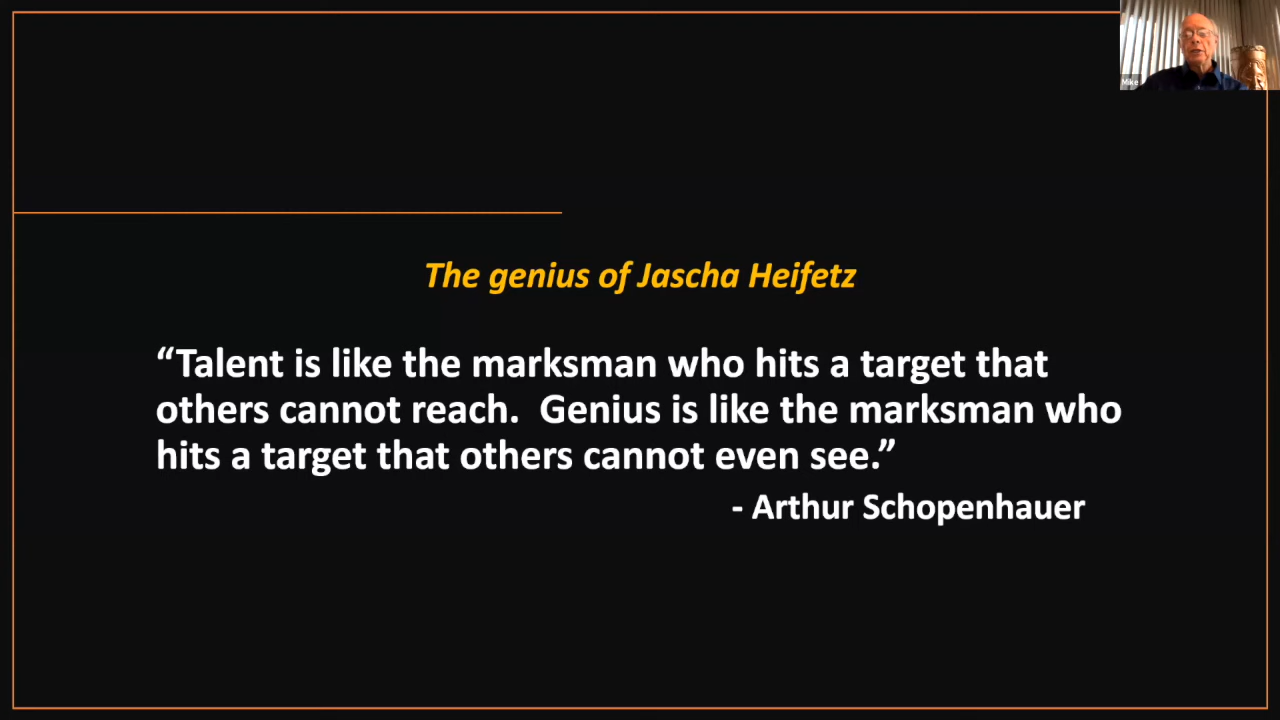 Mike
The genius of Jascha Heifetz
“Talent is like the marksman who hits a target that
others cannot reach.  Genius is like the marksman who
hits a target that others cannot even see.”
- Arthur Schopenhauer